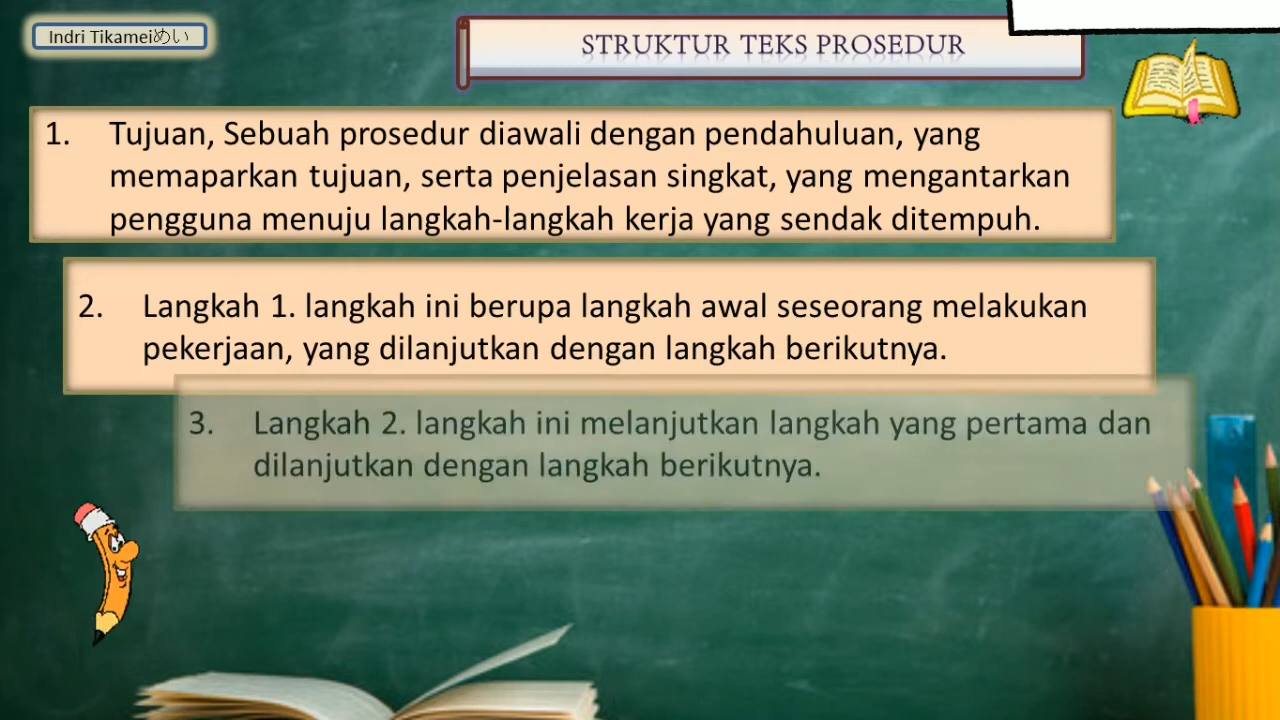 Indri Tikameiめい
STRUKTUR TEKS PROSEDUR
1. Tujuan, Sebuah prosedur diawali dengan pendahuluan, yang
memaparkan tujuan, serta penjelasan singkat, yang mengantarkan
pengguna menuju langkah-langkah kerja yang sendak ditempuh.
2. Langkah 1. langkah ini berupa langkah awal seseorang melakukan
pekerjaan, yang dilanjutkan dengan langkah berikutnya.
3. Langkah 2. langkah ini melanjutkan langkah yang pertama dan
dilanjutkan dengan langkah berikutnya.